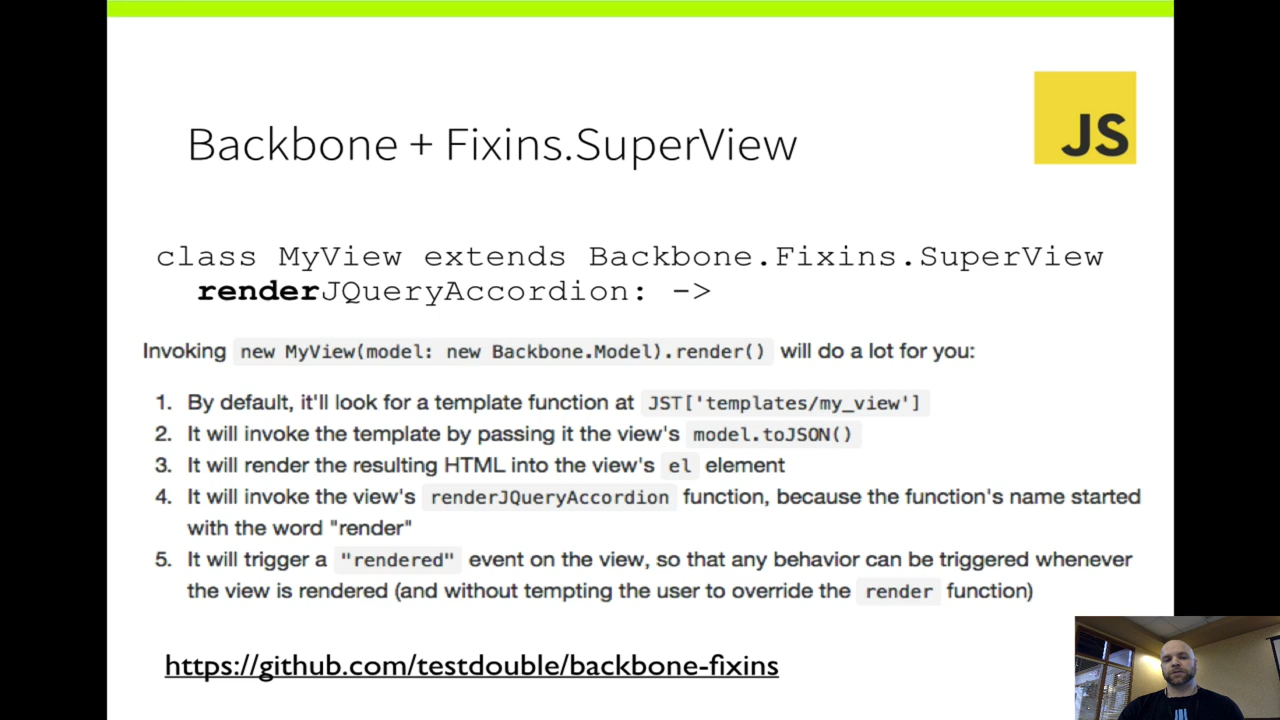 Backbone + Fixins.SuperView
JS
class MyView extends Backbone.Fixins.SuperView
renderJQueryAccordion: ->
Invoking new MyView(model: new Backbone.Model).render() will do a lot for you:
1. By default, it'll look for a template function at JST['templates/my_view']
2. It will invoke the template by passing it the view's model.toJSON()
3. It will render the resulting HTML into the view's el element
4. It will invoke the view's renderJQueryAccordion function, because the function's name started
with the word "render"
5. It will trigger a "rendered" event on the view, so that any behavior can be triggered whenever
the view is rendered (and without tempting the user to override the render function)
https://github.com/testdouble/backbone-fixins